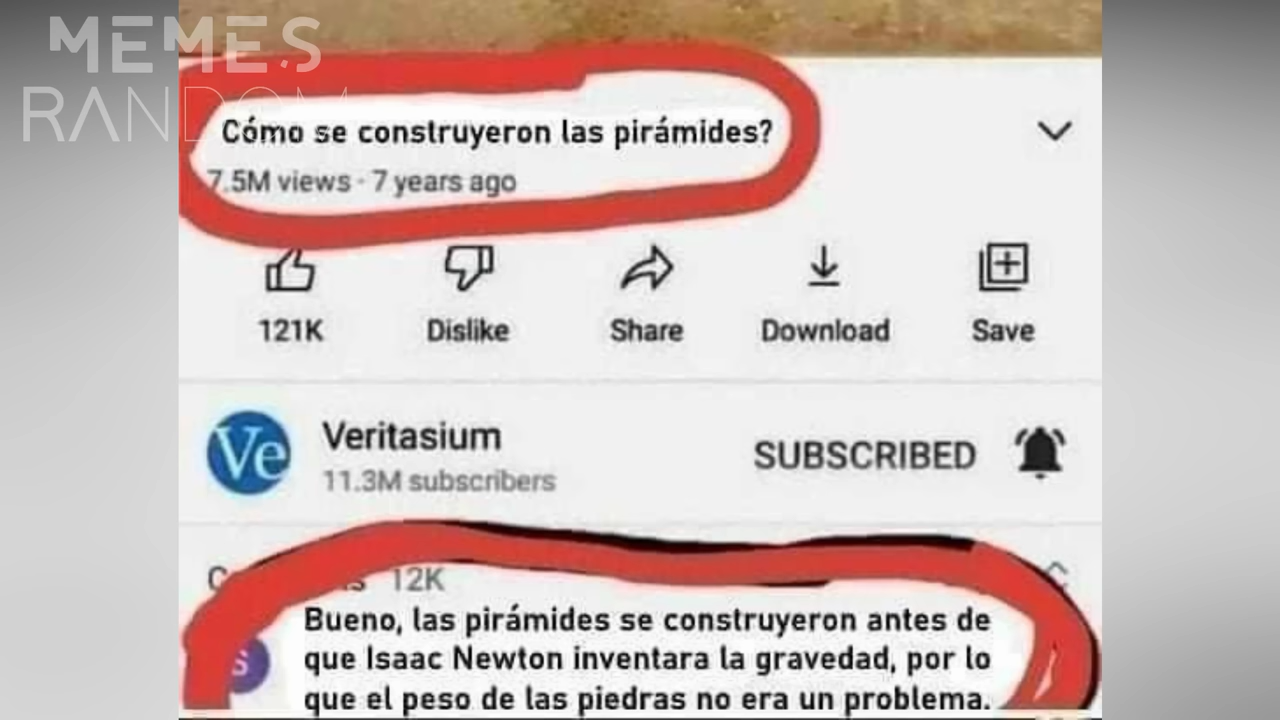 MEMES
RANDOM
Cómo se construyeron las pirámides?
7.5M views · 7 years ago
121K
Dislike
Share
Download
Save
Ve
Veritasium
11.3M subscribers
SUBSCRIBED
12K
S
Bueno, las pirámides se construyeron antes de
que Isaac Newton inventara la gravedad, por lo
que el peso de las piedras no era un problema.